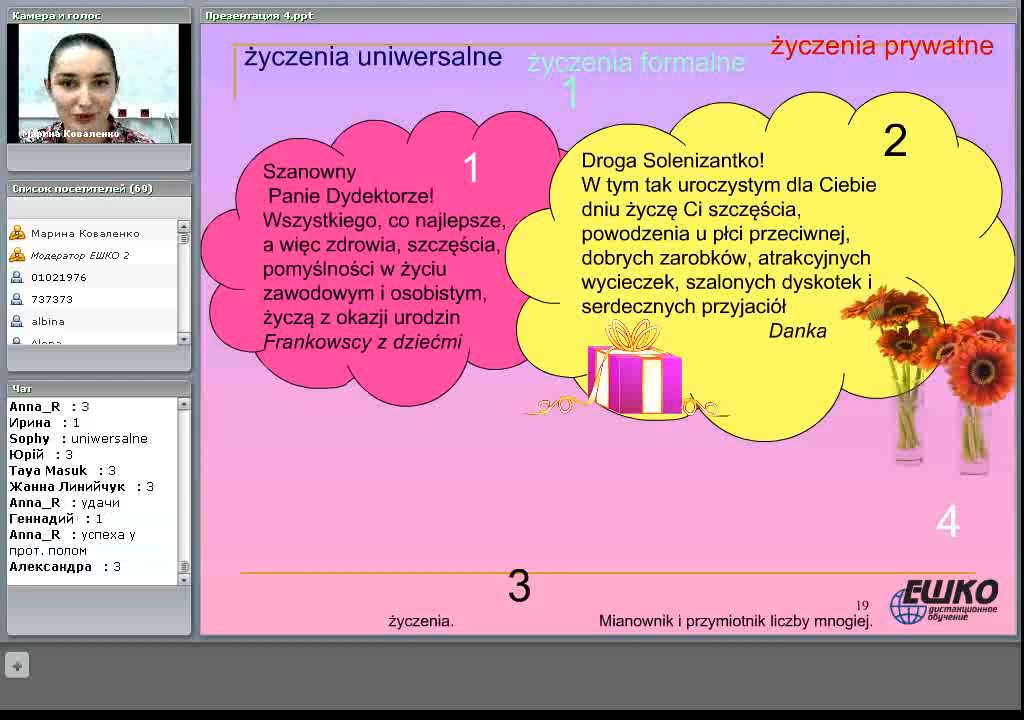 Камера и голос
Марина Коваленко
Список посетителей (69)
Марина Коваленко
Модератор ЕШКО 2
01021976
737373
albina
Alena
Чат
Anna_R : 3
Ирина : 1
Sophy : uniwersalne
Юрій : 3
Taya Masuk : 3
Жанна Линийчук : 3
Anna_R : удачи
Геннадий : 1
Anna_R : успеха у
прот. полом
Александра : 3
Презентация 4.ppt
życzenia uniwersalne
życzenia formalne
życzenia prywatne
1
1
Szanowny
Panie Dydektorze!
Wszystkiego, co najlepsze,
a więc zdrowia, szczęścia,
pomyślności w życiu
zawodowym i osobistym,
życzą z okazji urodzin
Frankowscy z dziećmi
2
Droga Solenizantko!
W tym tak uroczystym dla Ciebie
dniu życzę Ci szczęścia,
powodzenia u płci przeciwnej,
dobrych zarobków, atrakcyjnych
wycieczek, szalonych dyskotek i
serdecznych przyjaciół
Danka
4
3
19
życzenia.
Mianownik i przymiotnik liczby mnogiej.
ЕШКО
дистанционное
обучение